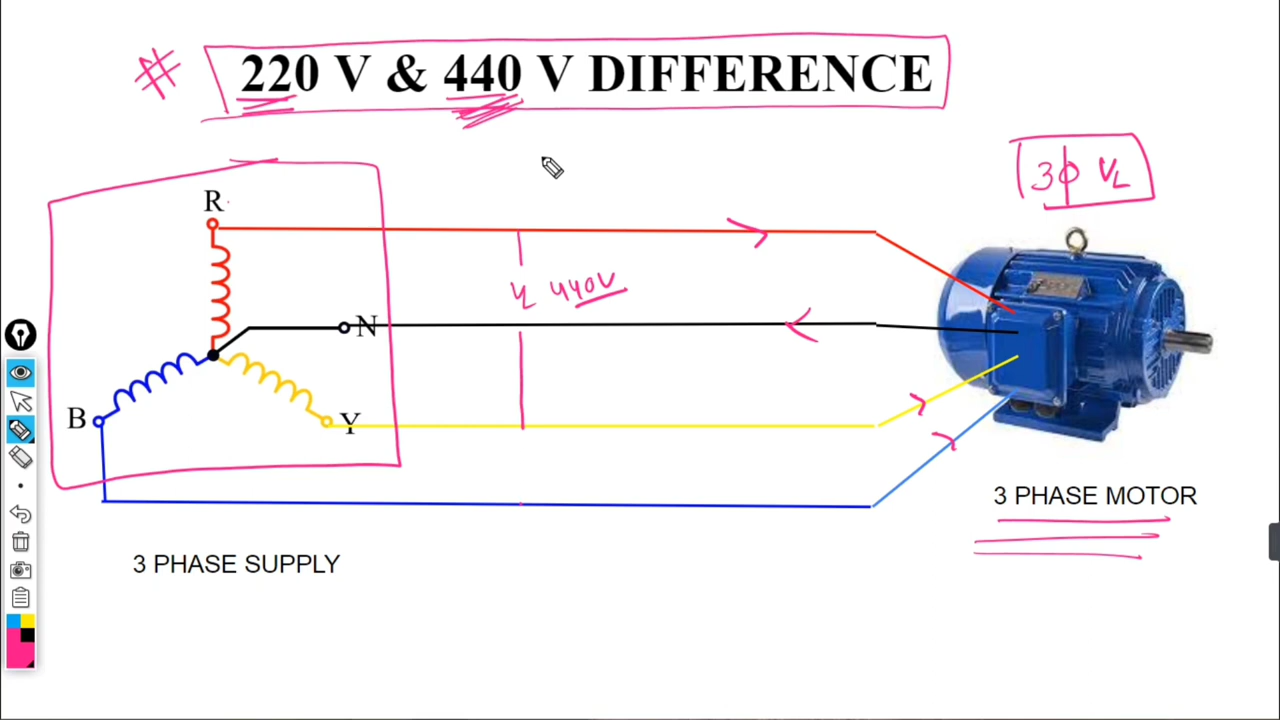 # 220 V & 440 V DIFFERENCE
3ϕ VL
R
VL 440V
N
B
Y
3 PHASE MOTOR
3 PHASE SUPPLY